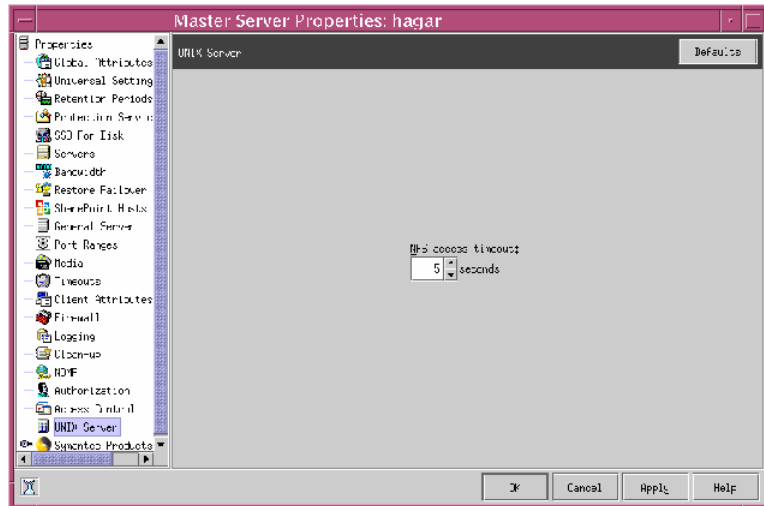 Master Server Properties: hagar
Properties
UNIX Server
Defaults
Global Attributes
Universal Setting
Retention Periods
Protection Servic
SSO For Disk
Servers
Bandwidth
Restore Failover
SharePoint Hosts
General Server
Port Ranges
Media
Timeouts
Client Attributes
Firewall
Logging
Clean-up
NDMP
Authorization
Access Control
UNIX Server
Symantec Products
NFS access timeout:
5 seconds
OK
Cancel
Apply
Help